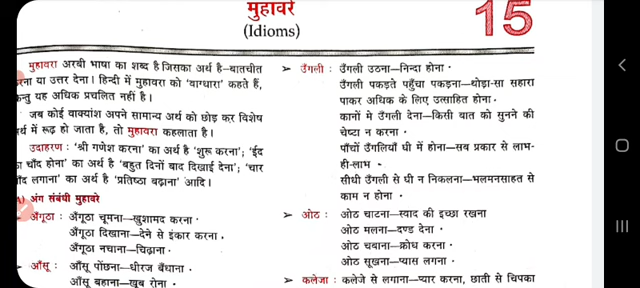 मुहावरे
(Idioms)
15
मुहावरा अरबी भाषा का शब्द है जिसका अर्थ है–बातचीत
करना या उत्तर देना। हिन्दी में मुहावरा को 'वाग्धारा' कहते हैं,
किन्तु यह अधिक प्रचलित नहीं है।
जब कोई वाक्यांश अपने सामान्य अर्थ को छोड़ कर विशेष
अर्थ में रूढ़ हो जाता है, तो मुहावरा कहलाता है।
उदाहरण : 'श्री गणेश करना' का अर्थ है 'शुरू करना'; 'ईद
का चाँद होना' का अर्थ है 'बहुत दिनों बाद दिखाई देना'; 'चार
चाँद लगाना' का अर्थ है 'प्रतिष्ठा बढ़ाना' आदि।
A) अंग संबंधी मुहावरे
अँगूठा : अँगूठा चूमना—खुशामद करना·
अँगूठा दिखाना—देने से इंकार करना·
अँगूठा नचाना—चिढ़ाना·
आँसू : आँसू पोंछना—धीरज बँधाना·
आँसू बहाना—खूब रोना·
➢ उँगली : उँगली उठना—निन्दा होना·
उँगली पकड़ते पहुँचा पकड़ना—थोड़ा-सा सहारा
पाकर अधिक के लिए उत्साहित होना·
कानों मे उँगली देना—किसी बात को सुनने की
चेष्टा न करना·
पाँचों उँगलियाँ घी में होना—सब प्रकार से लाभ-
ही-लाभ·
सीधी उँगली से घी न निकलना—भलमनसाहत से
काम न होना·
➢ ओठ : ओठ चाटना—स्वाद की इच्छा रखना
ओठ मलना—दण्ड देना·
ओठ चबाना—क्रोध करना·
ओठ सूखना—प्यास लगना·
➢ कलेजा : कलेजे से लगाना—प्यार करना, छाती से चिपका